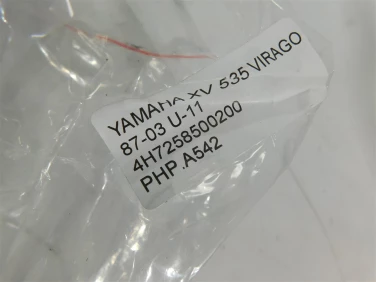 YAMAHA XV 535 VIRAGO
87-03 U-11
4H7258500200
PHP.A542